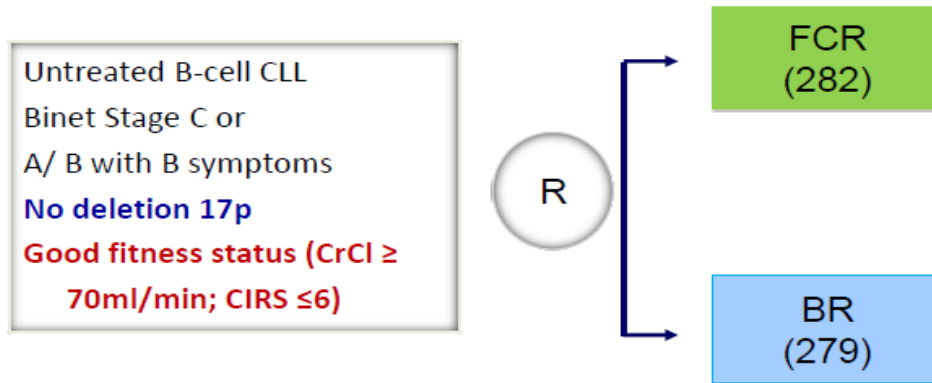 Untreated B-cell CLL
Binet Stage C or
A/ B with B symptoms
No deletion 17p
Good fitness status (CrCl ≥
70ml/min; CIRS ≤6)
R
FCR
(282)
BR
(279)